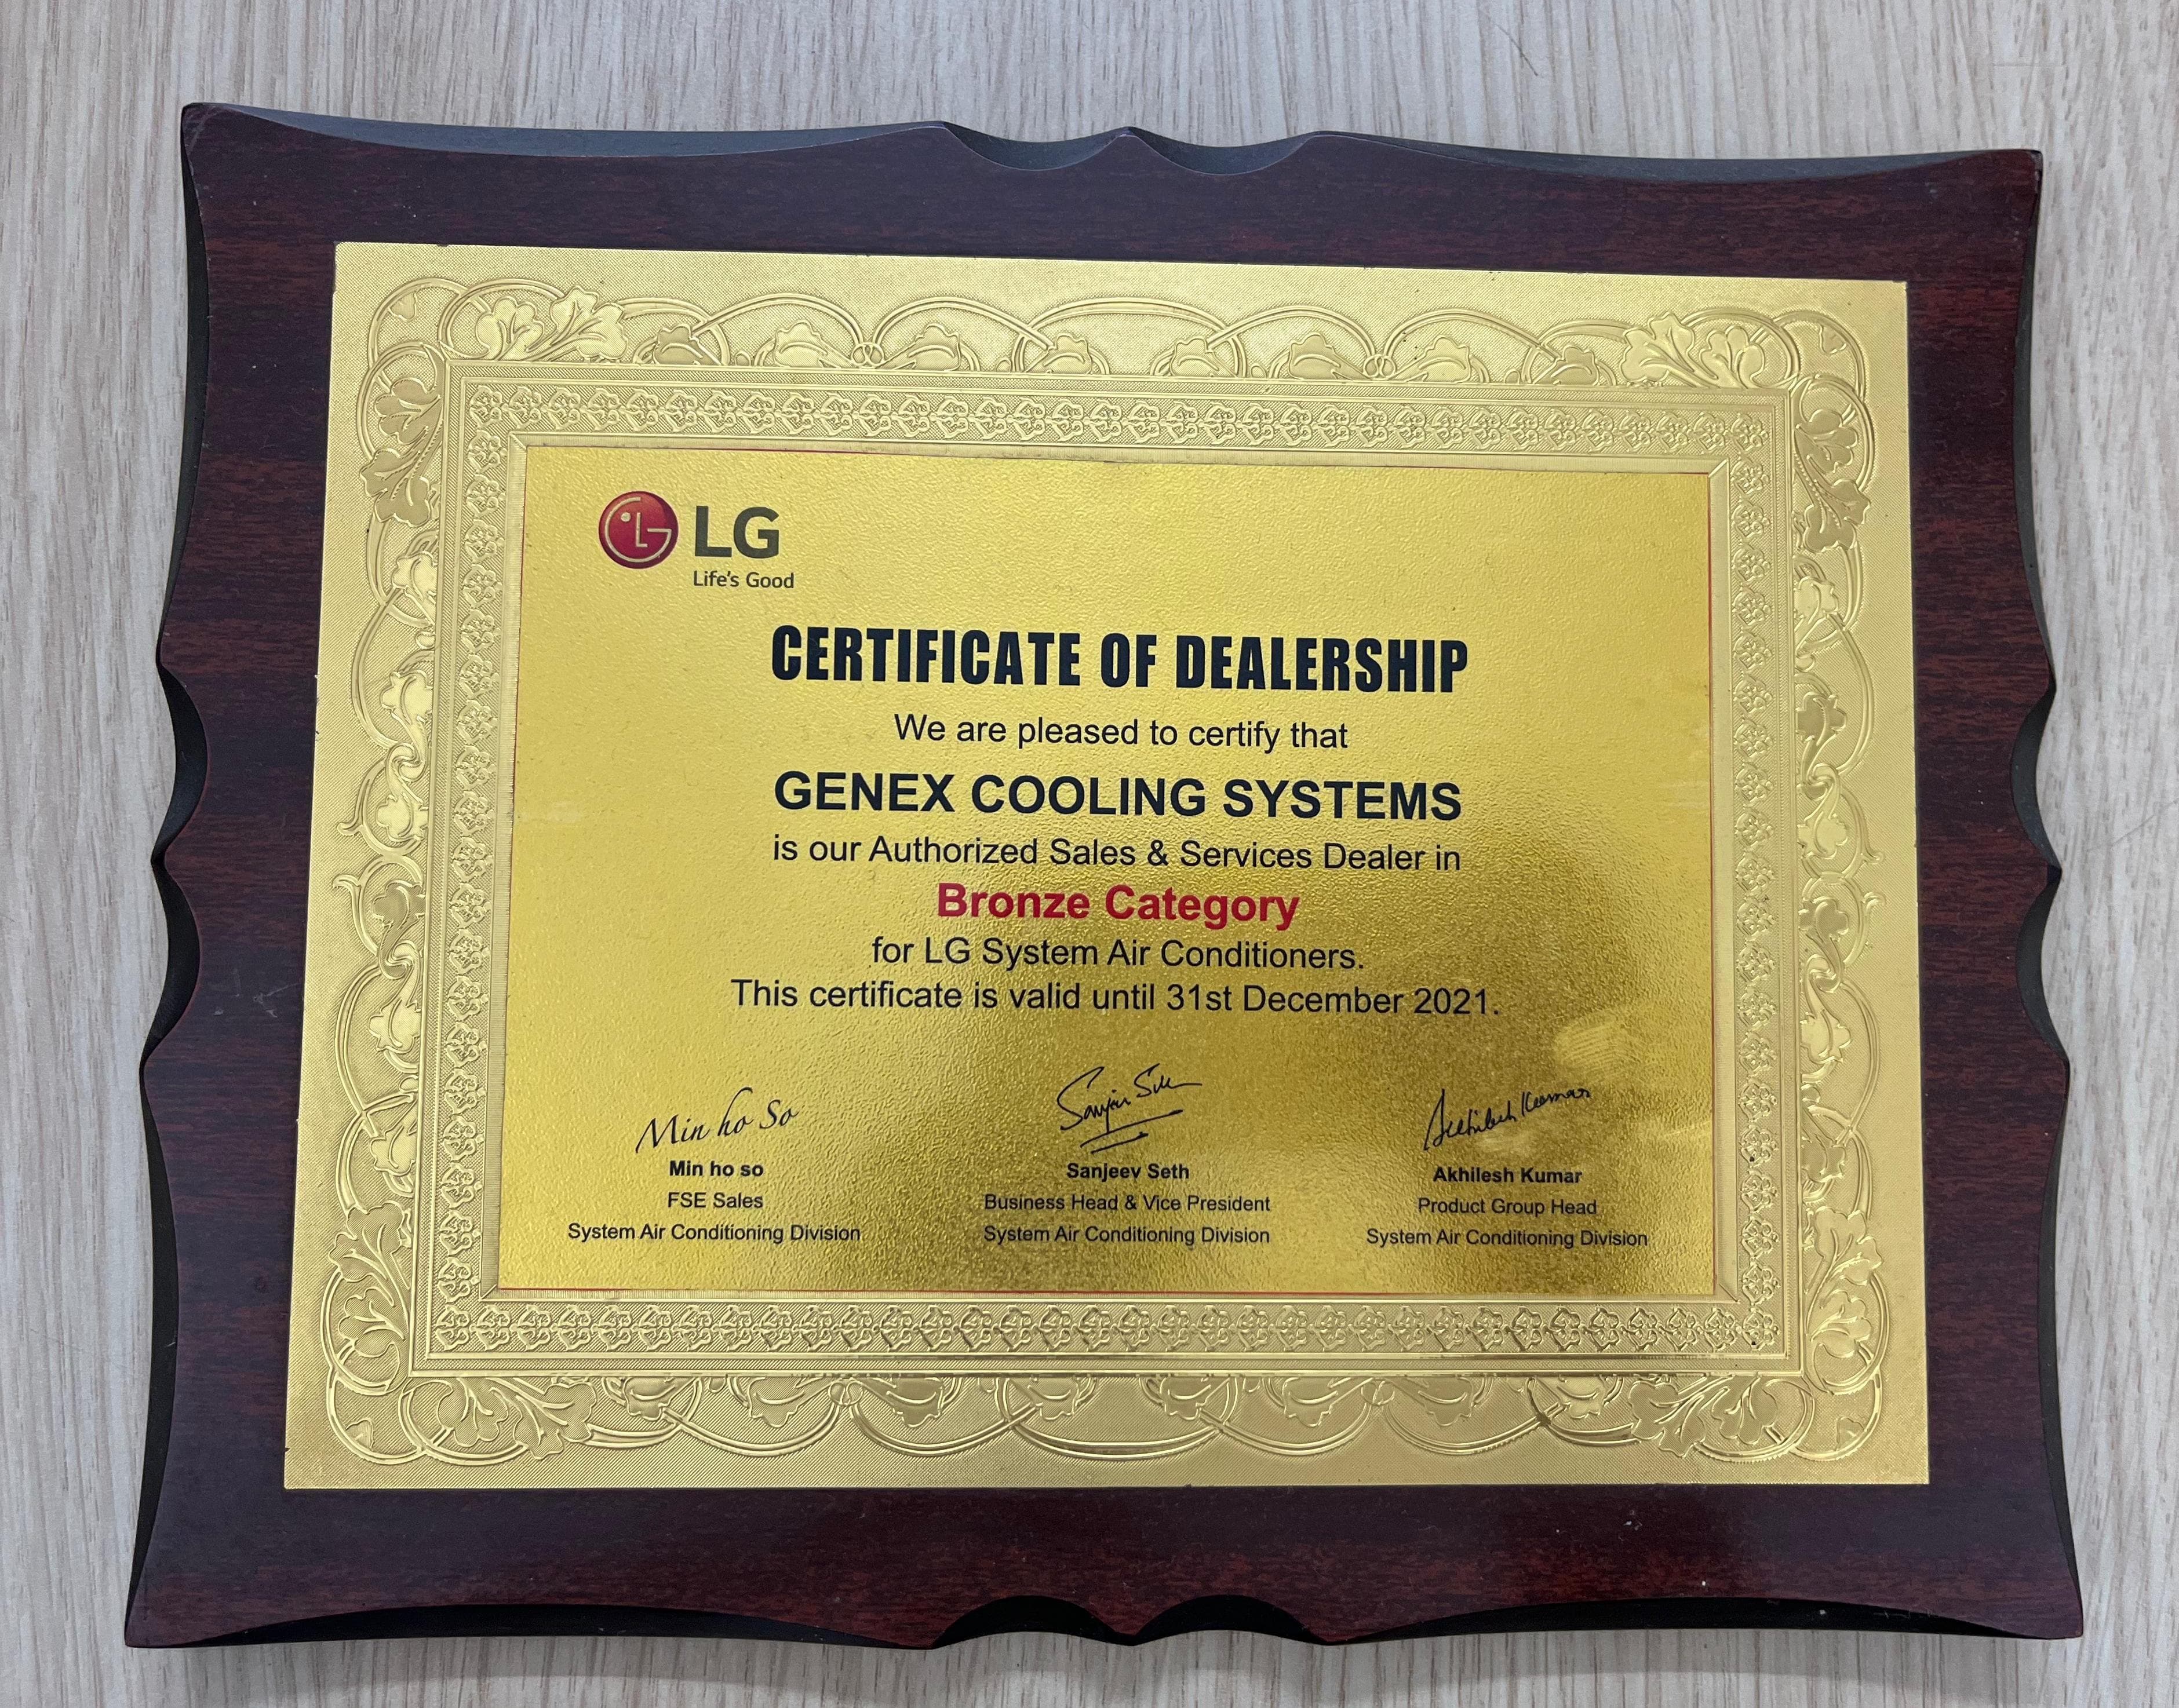 LG
Life's Good
CERTIFICATE OF DEALERSHIP
We are pleased to certify that
GENEX COOLING SYSTEMS
is our Authorized Sales & Services Dealer in
Bronze Category
for LG System Air Conditioners.
This certificate is valid until 31st December 2021.
Min ho So
Min ho so
FSE Sales
System Air Conditioning Division
Sanjeev Seth
Business Head & Vice President
System Air Conditioning Division
Akhilesh Kumar
Akhilesh Kumar
Product Group Head
System Air Conditioning Division